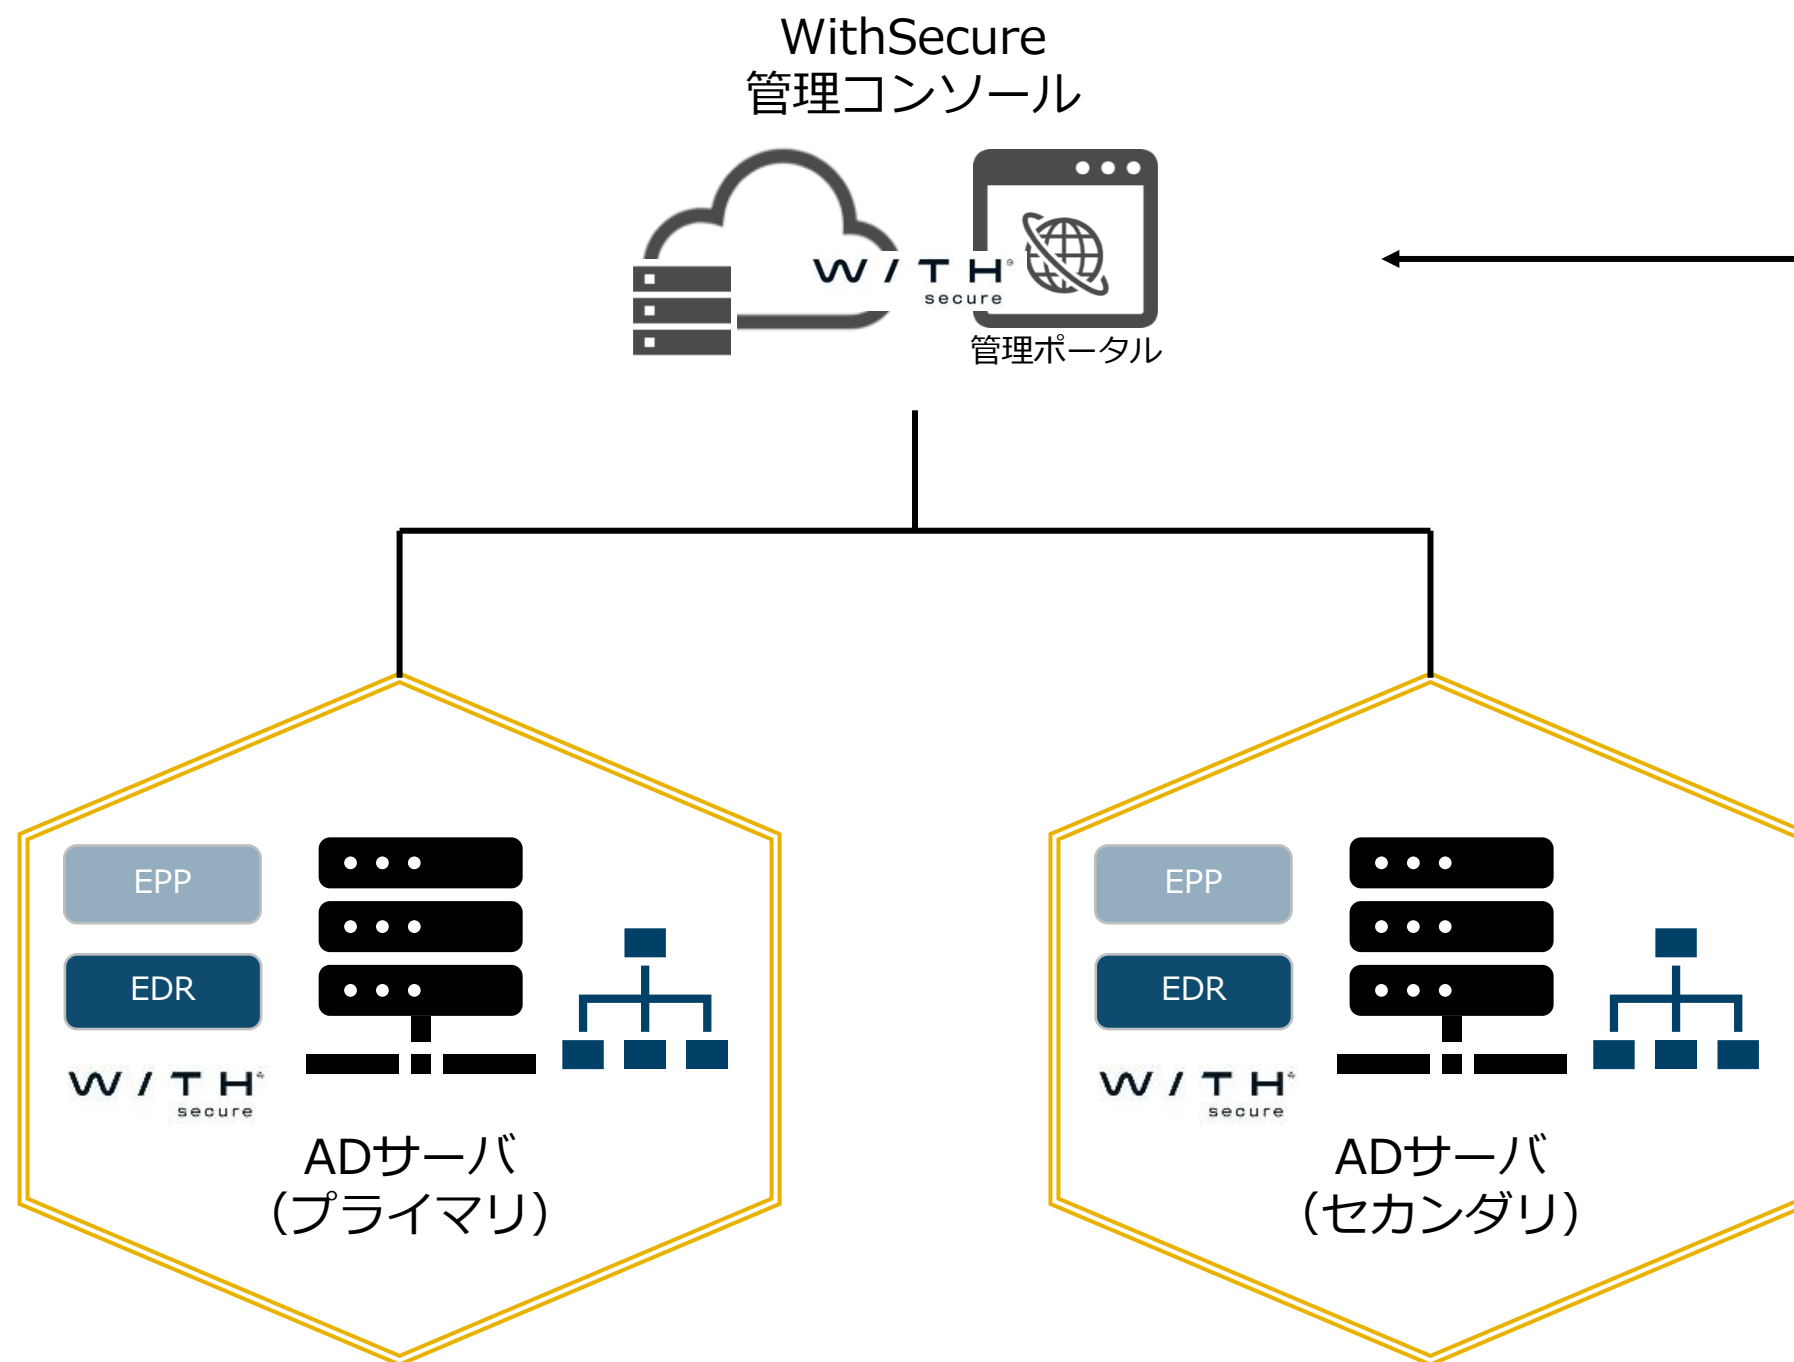 WithSecure
管理コンソール
W/TH
secure
管理ポータル
EPP
EDR
W/TH
secure
ADサーバ
（プライマリ）
EPP
EDR
W/TH
secure
ADサーバ
（セカンダリ）